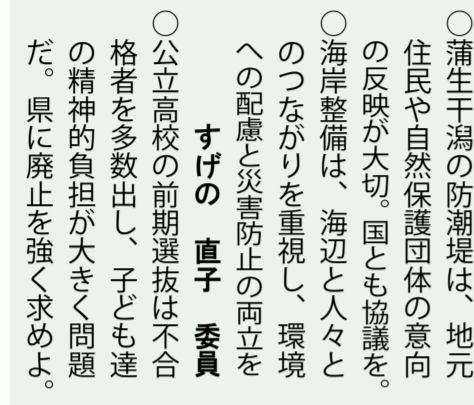 ○蒲生干潟の防潮堤は、地元
住民や自然保護団体の意向
の反映が大切。国とも協議を。
○海岸整備は、海辺と人々と
のつながりを重視し、環境
への配慮と災害防止の両立を
すげの 直子 委員
○公立高校の前期選抜は不合
格者を多数出し、子ども達
の精神的負担が大きく問題
だ。県に廃止を強く求めよ。